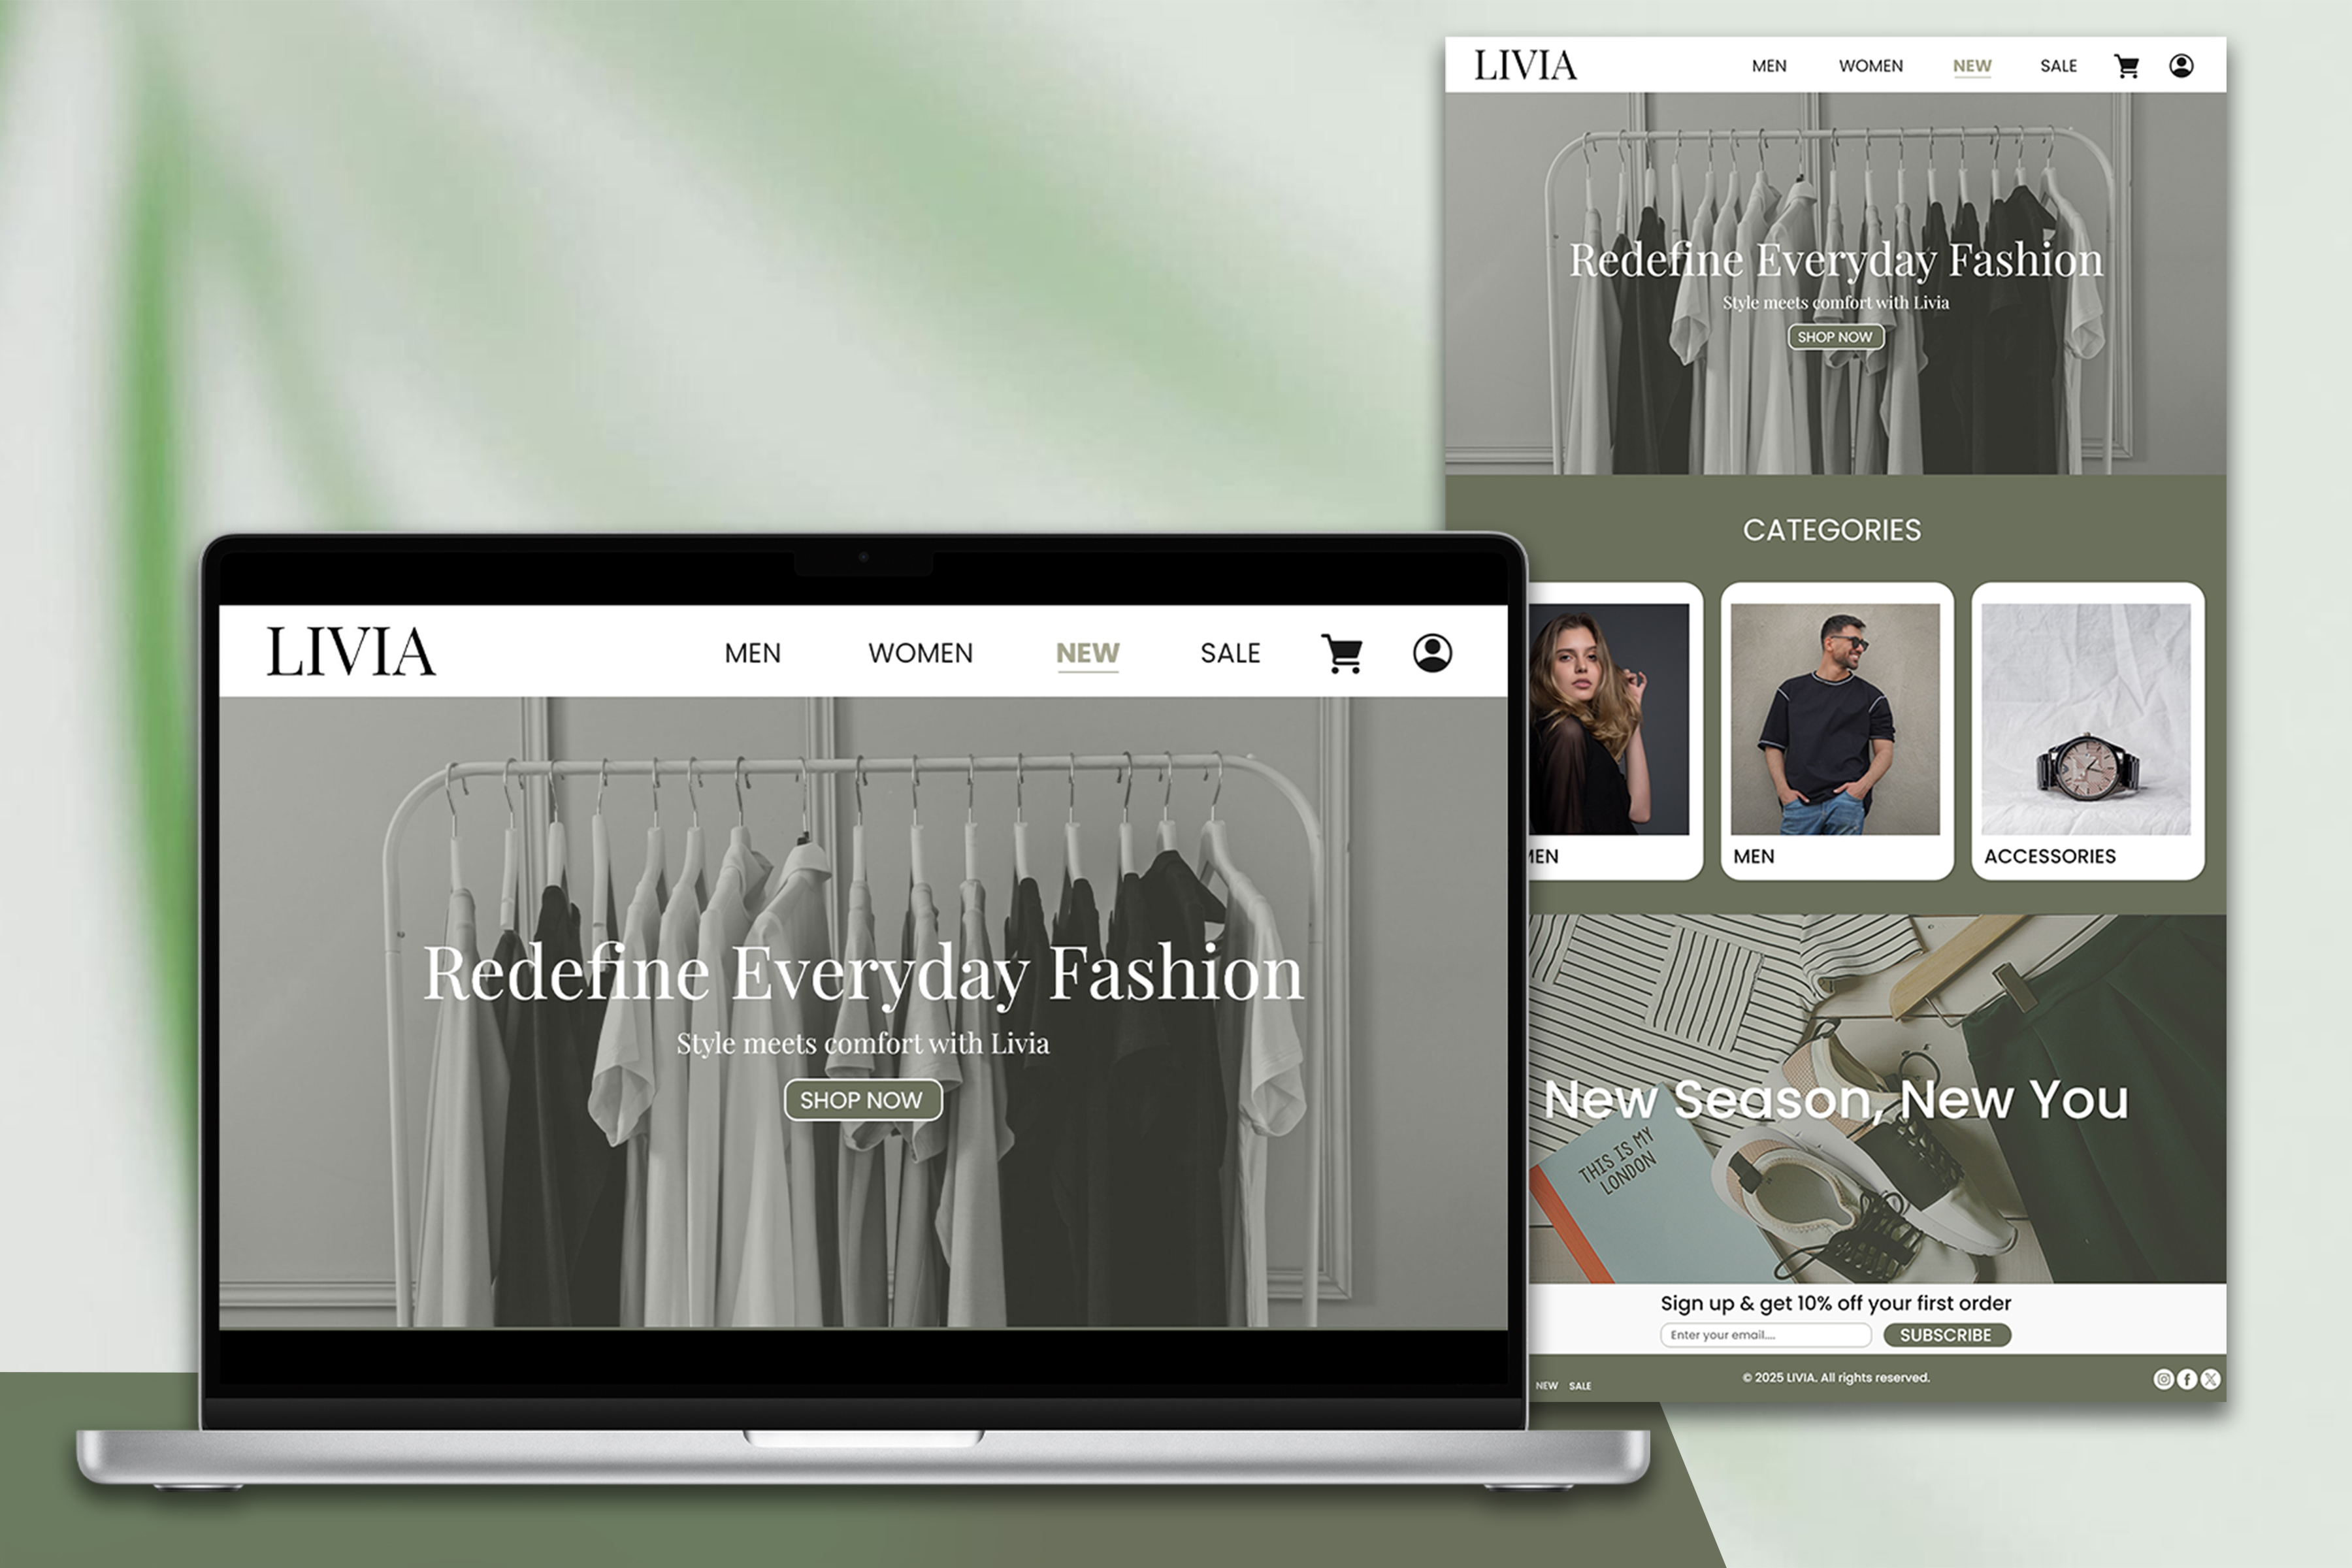 LIVIA
MEN WOMEN NEW SALE
Redefine Everyday Fashion
Style meets comfort with Livia
SHOP NOW
LIVIA
MEN WOMEN NEW SALE
Redefine Everyday Fashion
Style meets comfort with Livia
SHOP NOW
CATEGORIES
MEN
MEN
ACCESSORIES
New Season, New You
THIS IS MY
LONDON
Sign up & get 10% off your first order
Enter your email.... SUBSCRIBE
NEW SALE
© 2025 LIVIA. All rights reserved.